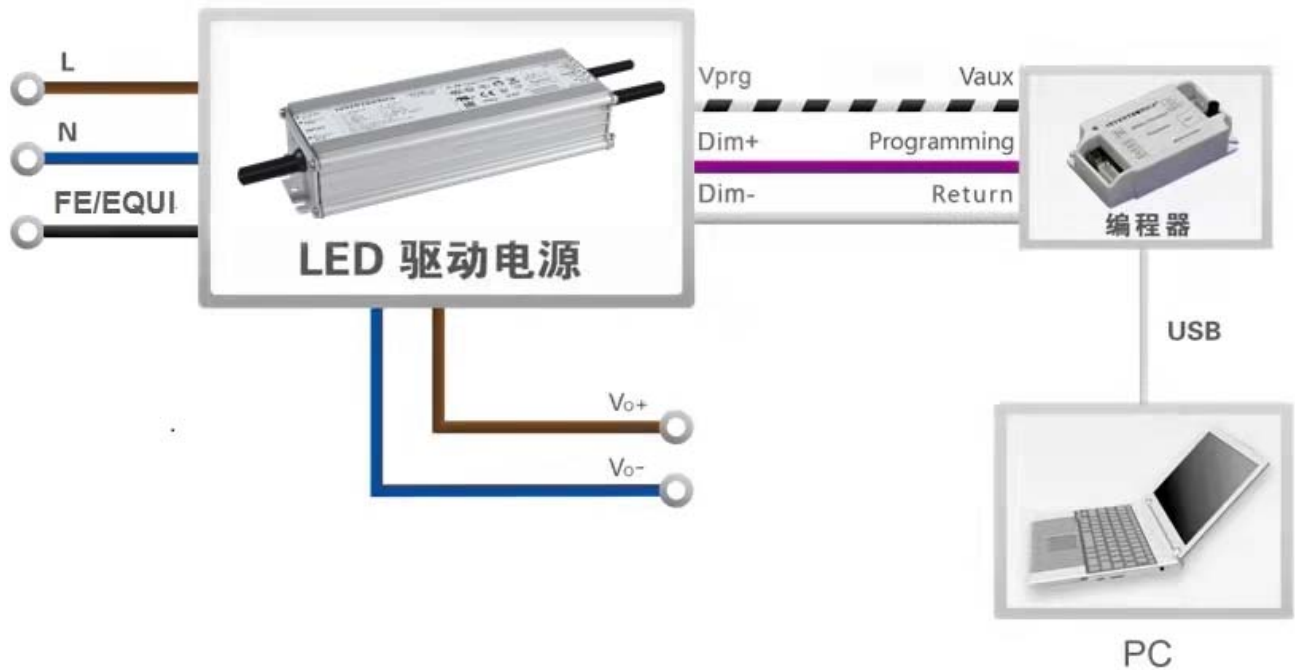 L
N
FE/EQUI
LED 驱动电源
Vprg
Vaux
Dim+
Programming
Dim-
Return
编程器
USB
Vo+
Vo-
PC